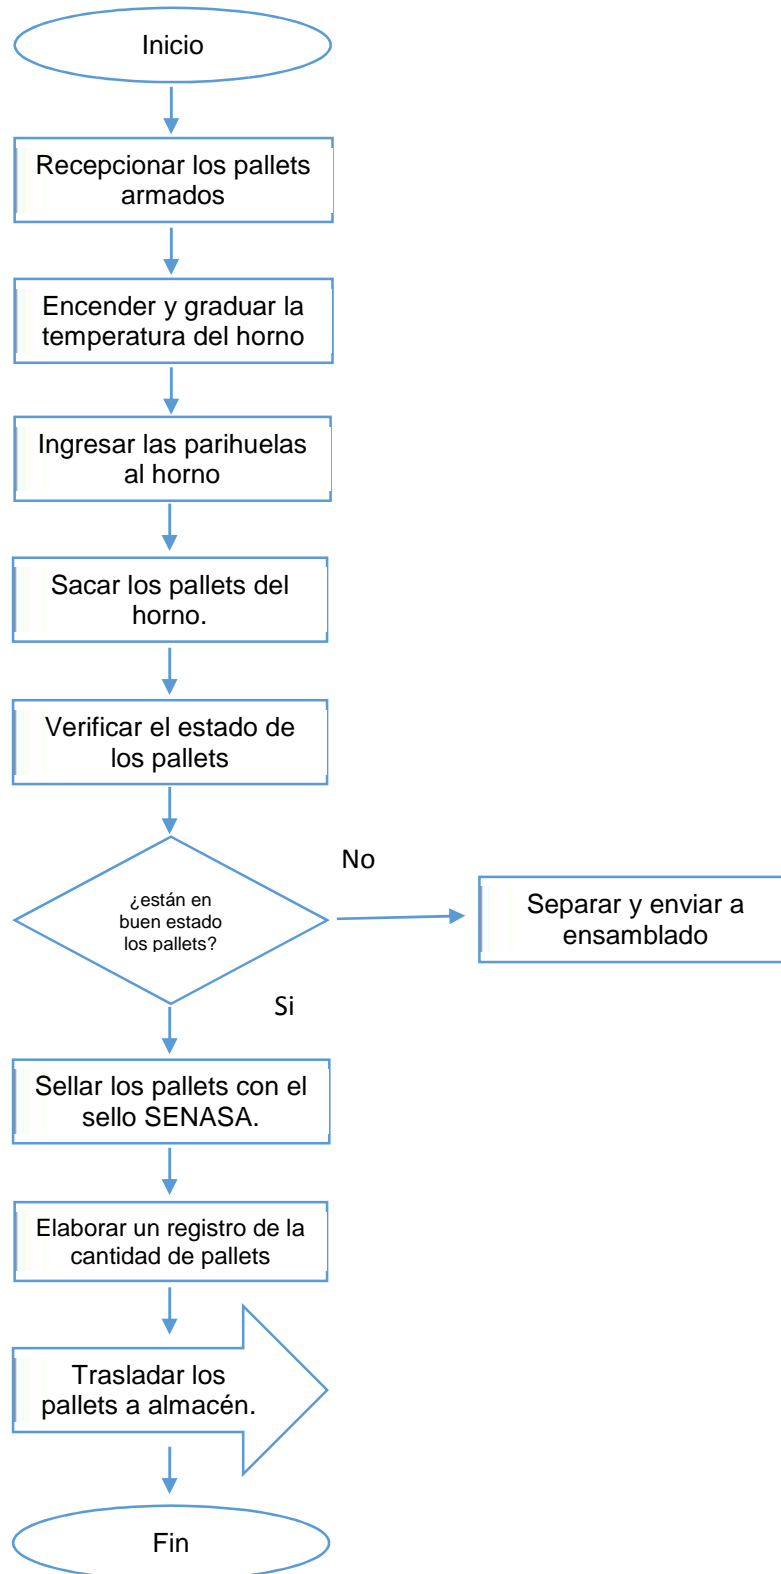 Inicio
Recepcionar los pallets
armados
Encender y graduar la
temperatura del horno
Ingresar las parihuelas
al horno
Sacar los pallets del
horno.
Verificar el estado de
los pallets
¿están en
buen estado
los pallets?
No
Separar y enviar a
ensamblado
Si
Sellar los pallets con el
sello SENASA.
Elaborar un registro de la
cantidad de pallets
Trasladar los
pallets a almacén.
Fin